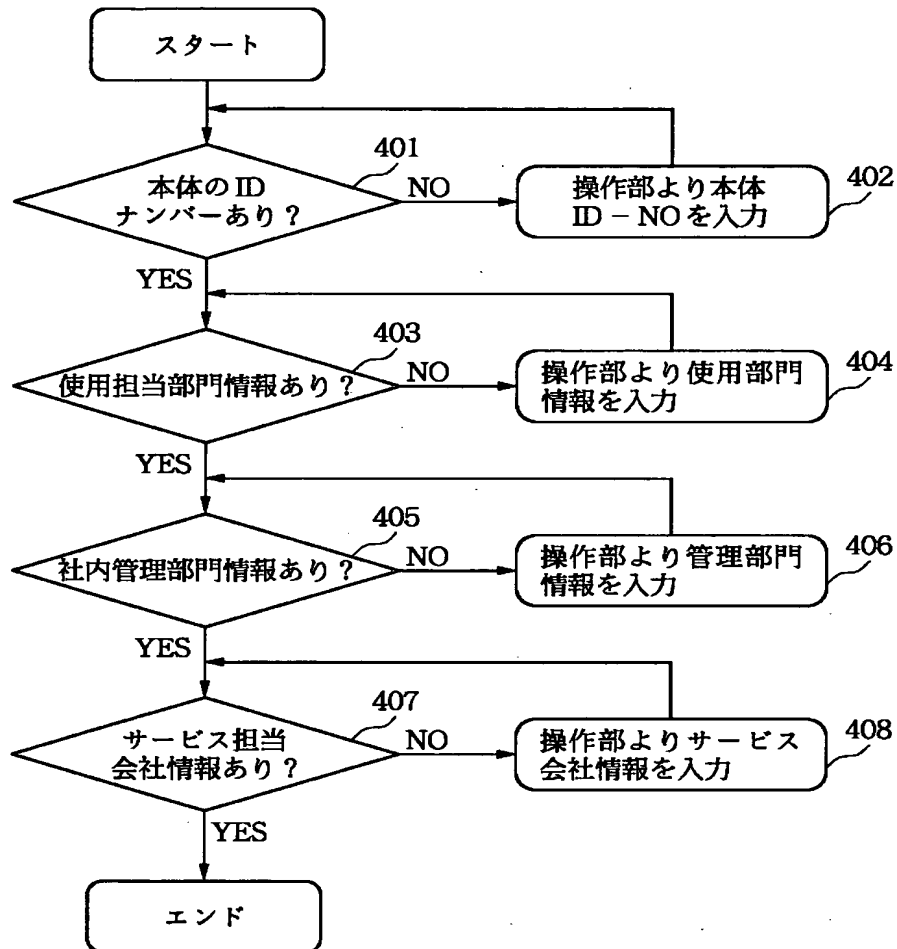 スタート
401
本体のID
ナンバーあり？
NO
操作部より本体
ID－NOを入力
402
YES
403
使用担当部門情報あり？
NO
操作部より使用部門
情報を入力
404
YES
405
社内管理部門情報あり？
NO
操作部より管理部門
情報を入力
406
YES
407
サービス担当
会社情報あり？
NO
操作部よりサービス
会社情報を入力
408
YES
エンド